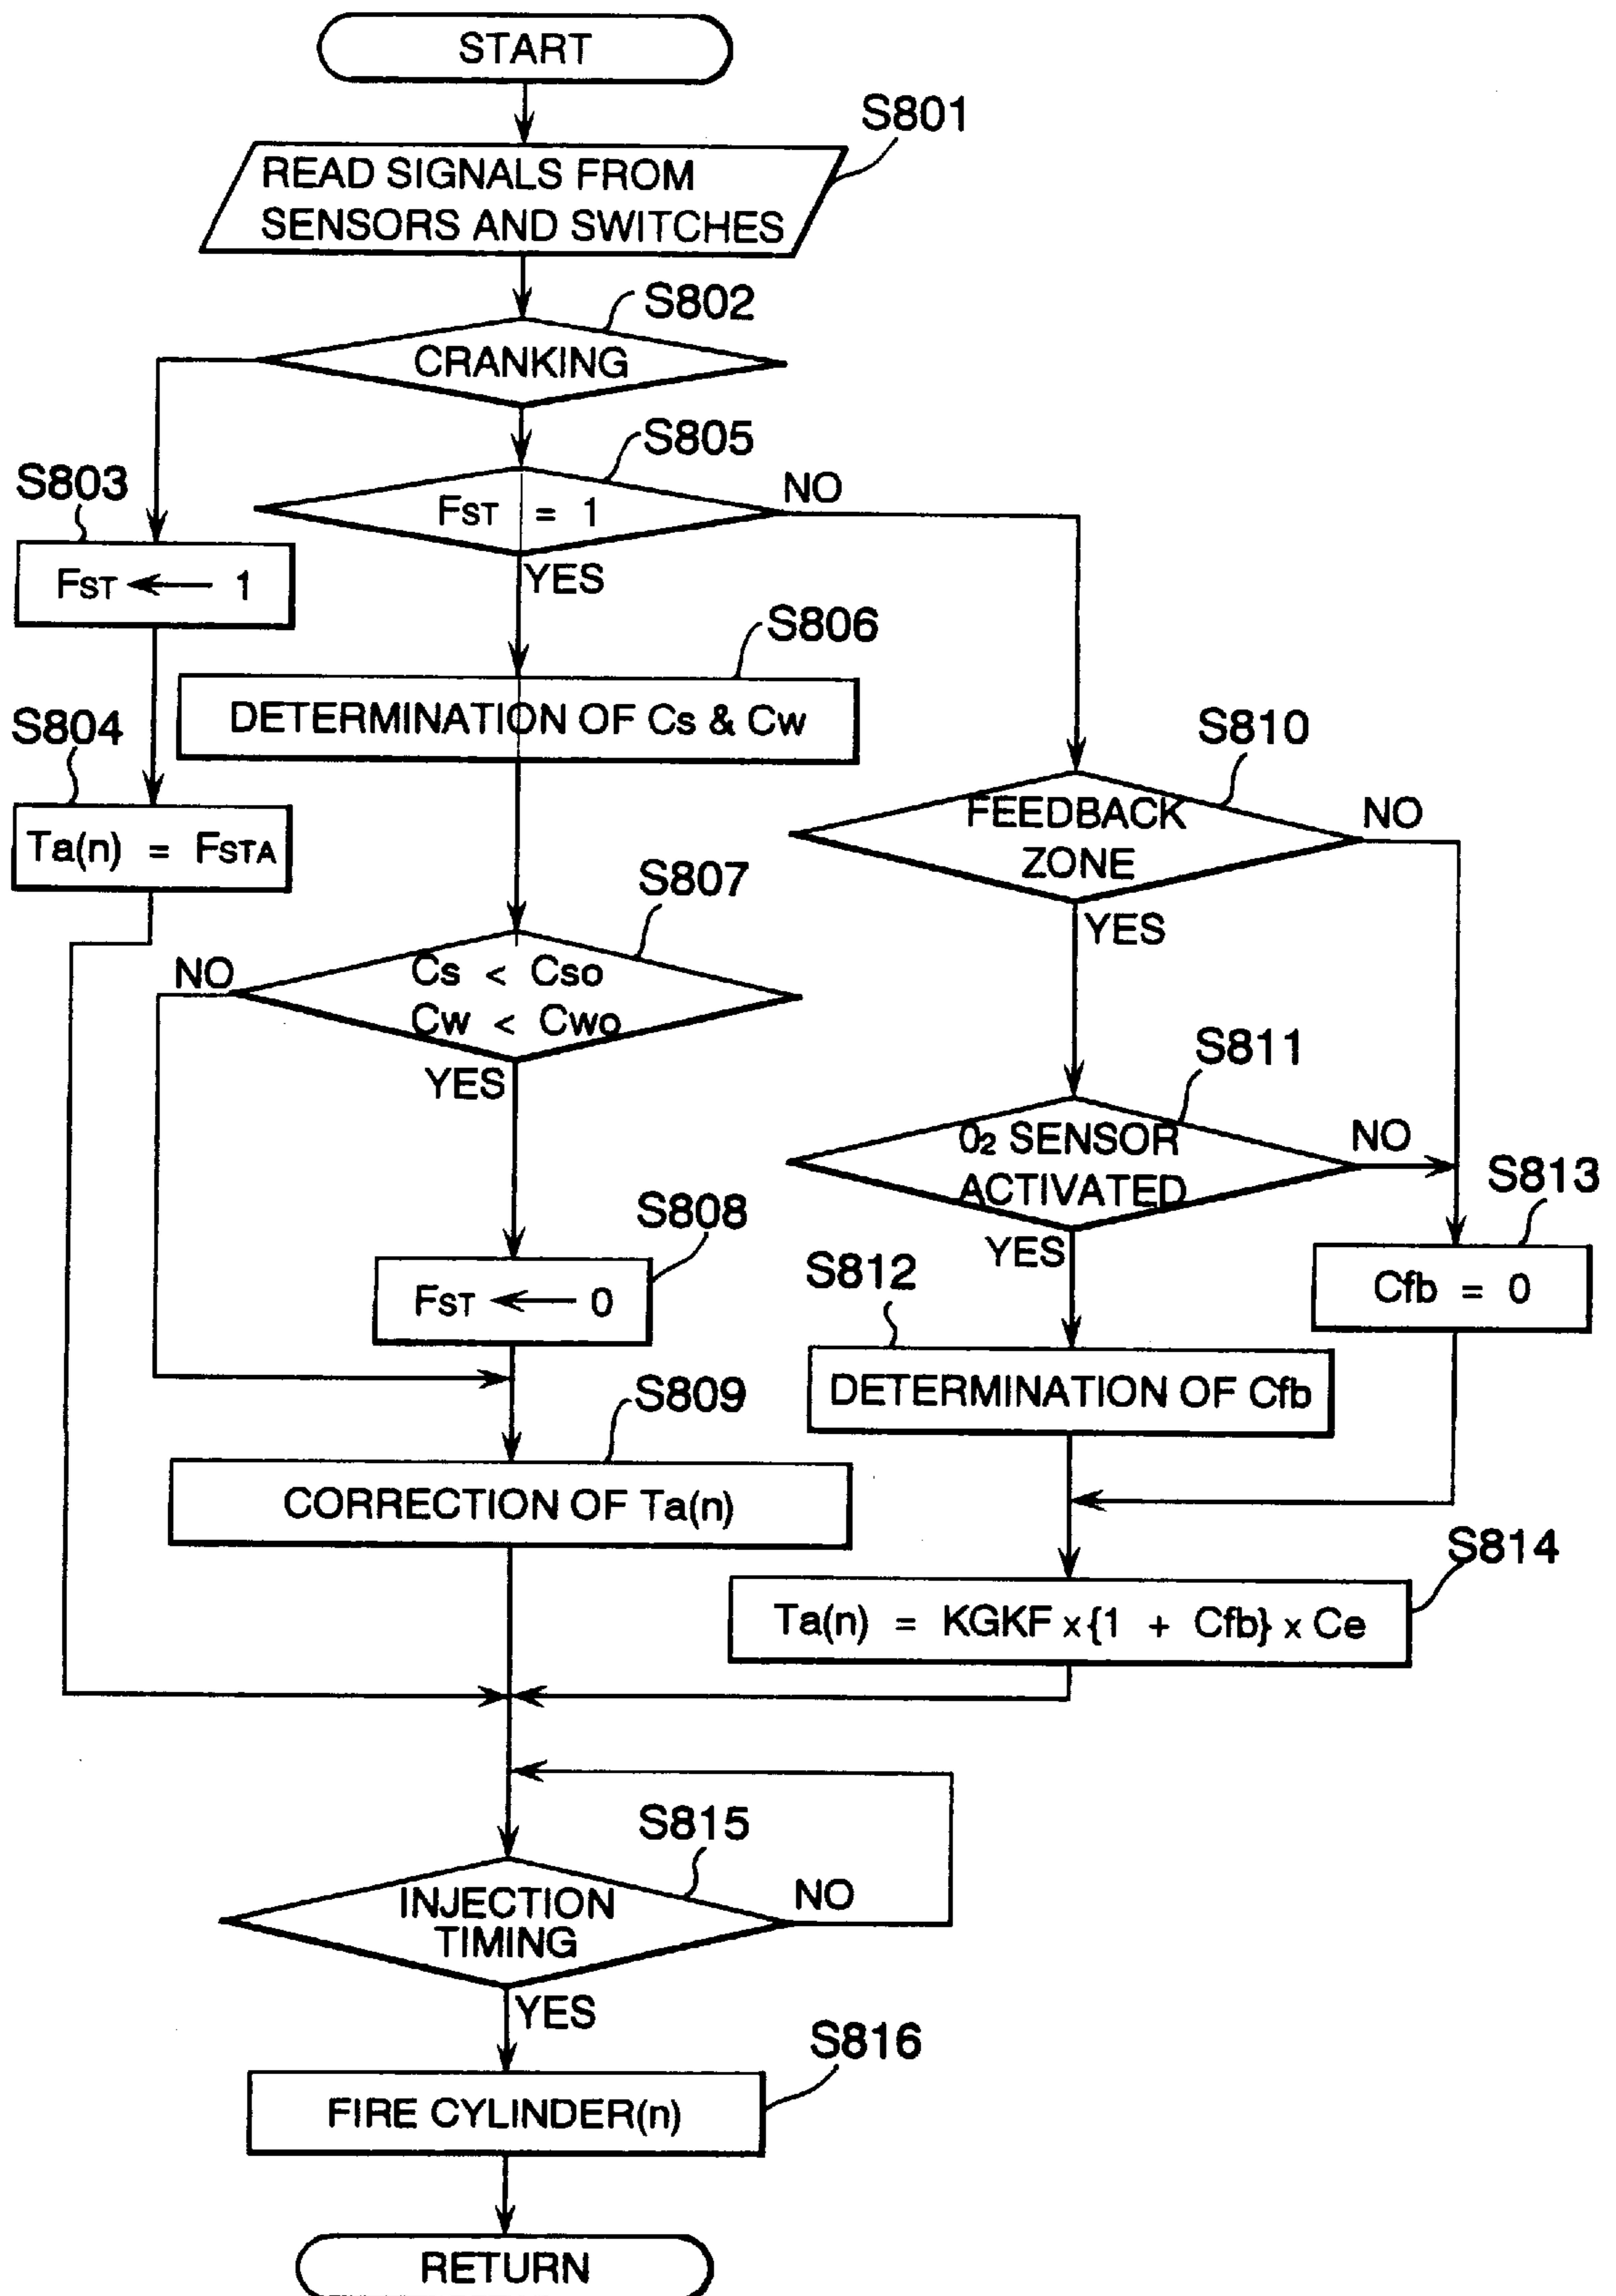 START
S801
READ SIGNALS FROM
SENSORS AND SWITCHES
S802
CRANKING
S805
S803
FST = 1
NO
YES
FST ← 1
S806
DETERMINATION OF Cs & Cw
S804
Ta(n) = FSTA
S810
FEEDBACK
ZONE
NO
YES
S807
NO
Cs < Cso
Cw < Cwo
YES
S811
O2 SENSOR
ACTIVATED
NO
YES
S813
Cfb = 0
S808
FST ← 0
S812
DETERMINATION OF Cfb
S809
CORRECTION OF Ta(n)
S814
Ta(n) = KGKF x {1 + Cfb} x Ce
S815
INJECTION
TIMING
NO
YES
S816
FIRE CYLINDER(n)
RETURN